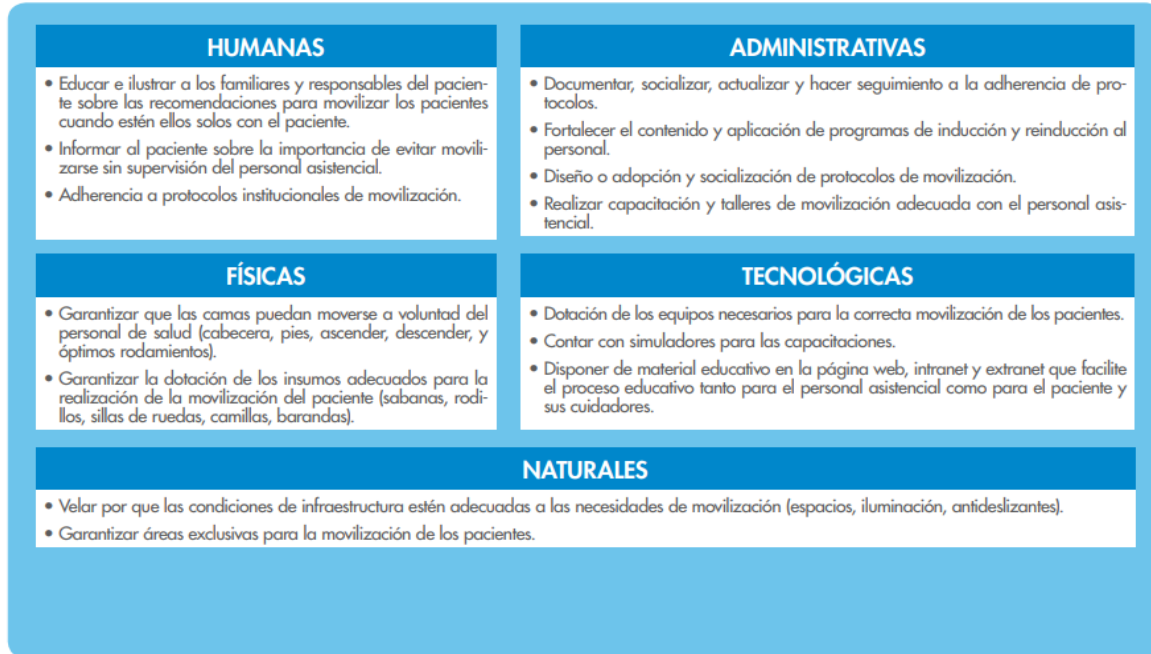 HUMANAS
• Educar e ilustrar a los familiares y responsables del pacien-
te sobre las recomendaciones para movilizar los pacientes
cuando estén ellos solos con el paciente.
• Informar al paciente sobre la importancia de evitar movili-
zarse sin supervisión del personal asistencial.
• Adherencia a protocolos institucionales de movilización.
ADMINISTRATIVAS
• Documentar, socializar, actualizar y hacer seguimiento a la adherencia de pro-
tocolos.
• Fortalecer el contenido y aplicación de programas de inducción y reinducción al
personal.
• Diseño o adopción y socialización de protocolos de movilización.
• Realizar capacitación y talleres de movilización adecuada con el personal asis-
tencial.
FÍSICAS
• Garantizar que las camas puedan moverse a voluntad del
personal de salud (cabecera, pies, ascender, descender, y
óptimos rodamientos).
• Garantizar la dotación de los insumos adecuados para la
realización de la movilización del paciente (sabanas, rodi-
llos, sillas de ruedas, camillas, barandas).
TECNOLÓGICAS
• Dotación de los equipos necesarios para la correcta movilización de los pacientes.
• Contar con simuladores para las capacitaciones.
• Disponer de material educativo en la página web, intranet y extranet que facilite
el proceso educativo tanto para el personal asistencial como para el paciente y
sus cuidadores.
NATURALES
• Velar por que las condiciones de infraestructura estén adecuadas a las necesidades de movilización (espacios, iluminación, antideslizantes).
• Garantizar áreas exclusivas para la movilización de los pacientes.